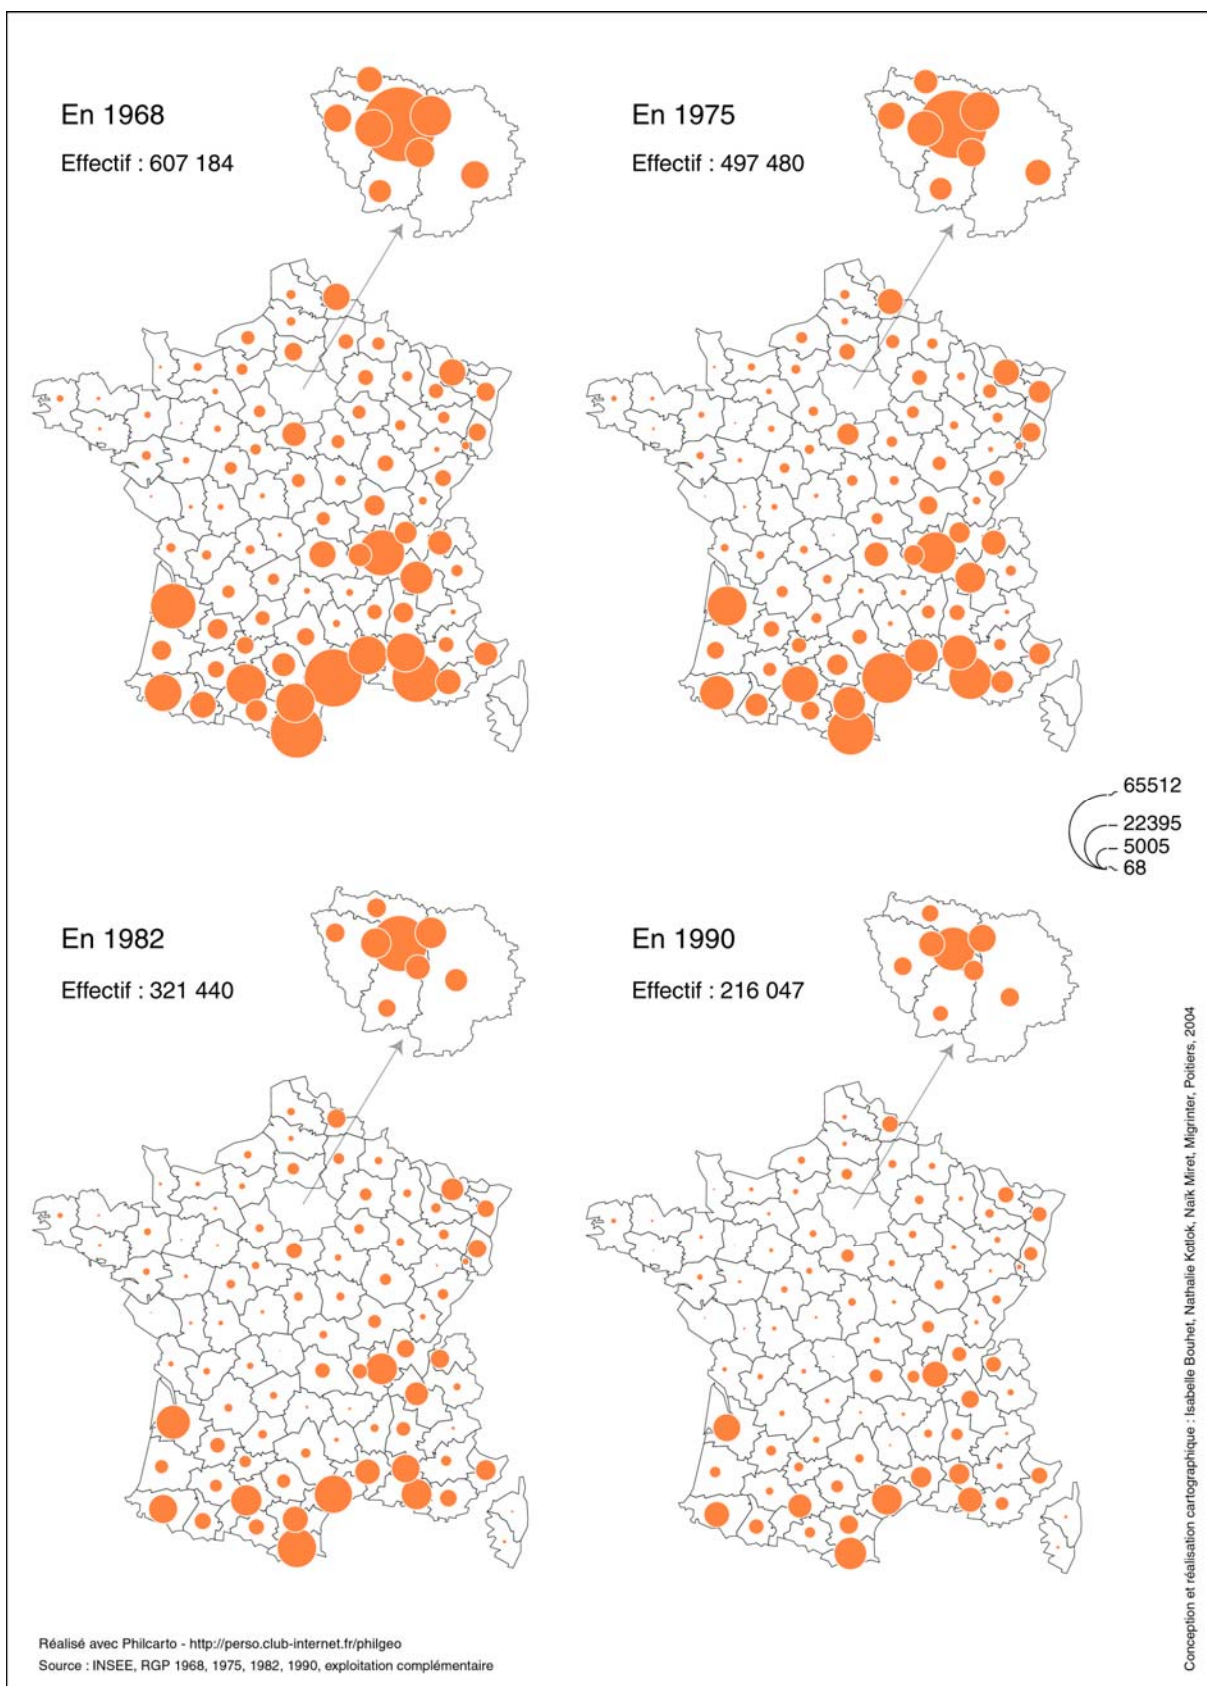 En 1968
Effectif : 607 184
En 1975
Effectif : 497 480
65512
22395
5005
68
En 1982
Effectif : 321 440
En 1990
Effectif : 216 047
Réalisé avec Philcarto - http://perso.club-internet.fr/philgeo
Source : INSEE, RGP 1968, 1975, 1982, 1990, exploitation complémentaire
Conception et réalisation cartographique : Isabelle Bouhet, Nathalie Kotlok, Naïk Miret, Migrinter, Poitiers, 2004